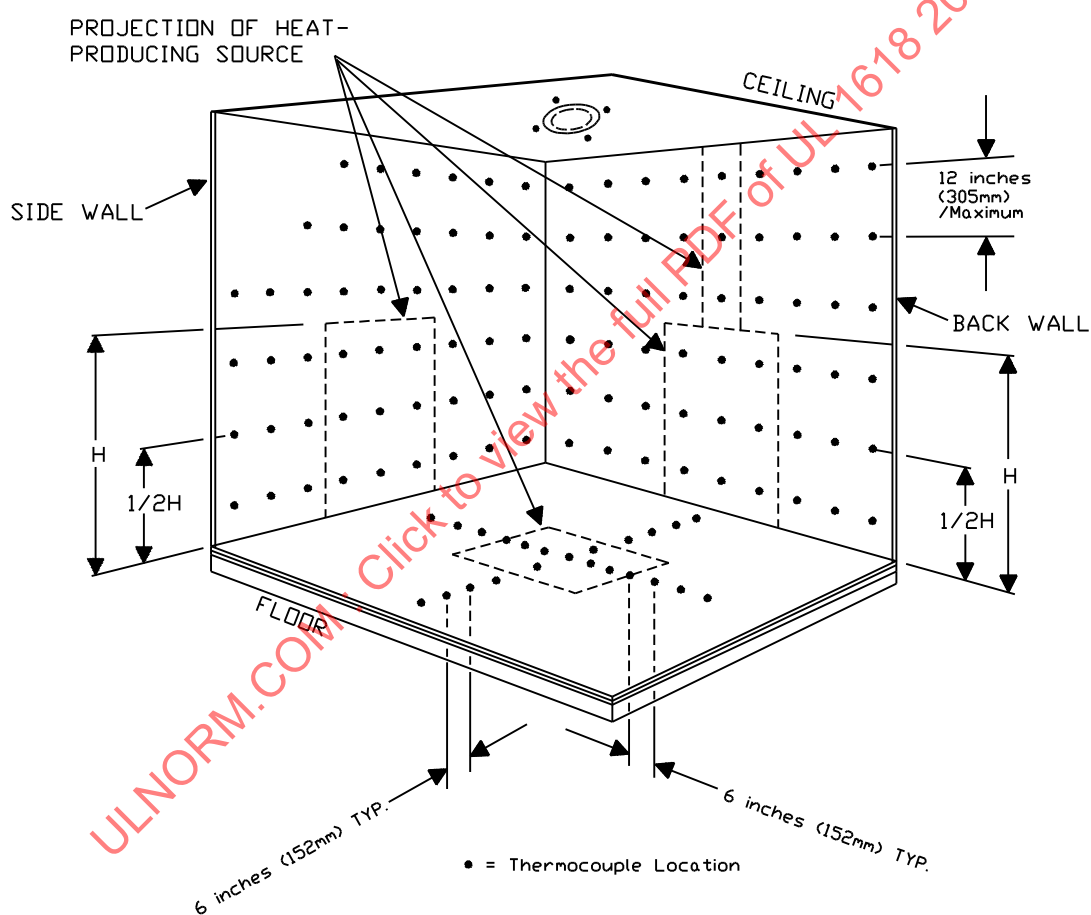 PROJECTION OF HEAT-
PRODUCING SOURCE
CEILING
12 inches
(305mm)
/Maximum
SIDE WALL
BACK WALL
H
1/2H
H
1/2H
FLOOR
6 inches (152mm) TYP.
6 inches (152mm) TYP.
= Thermocouple Location
ULNORM.COM : Click to view the full PDF of UL 1618 20